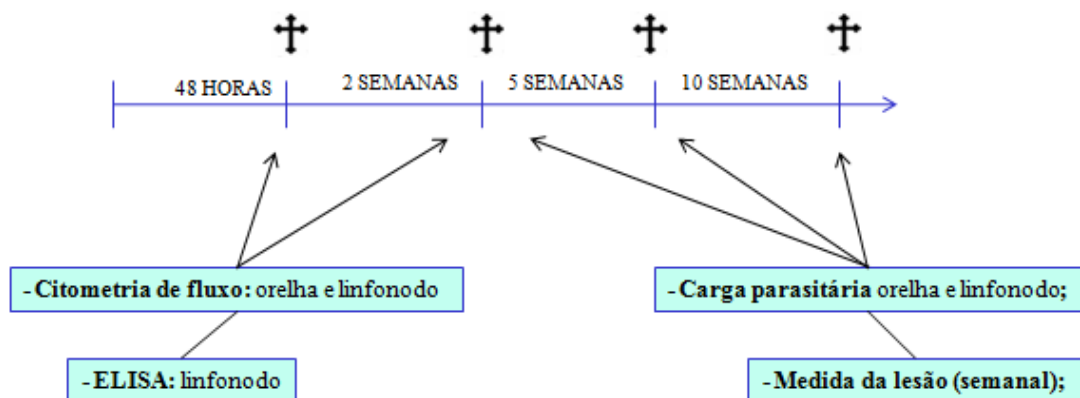 48 HORAS
2 SEMANAS
5 SEMANAS
10 SEMANAS
- Citometria de fluxo: orelha e linfonodo
- Carga parasitária orelha e linfonodo;
- ELISA: linfonodo
- Medida da lesão (semanal);